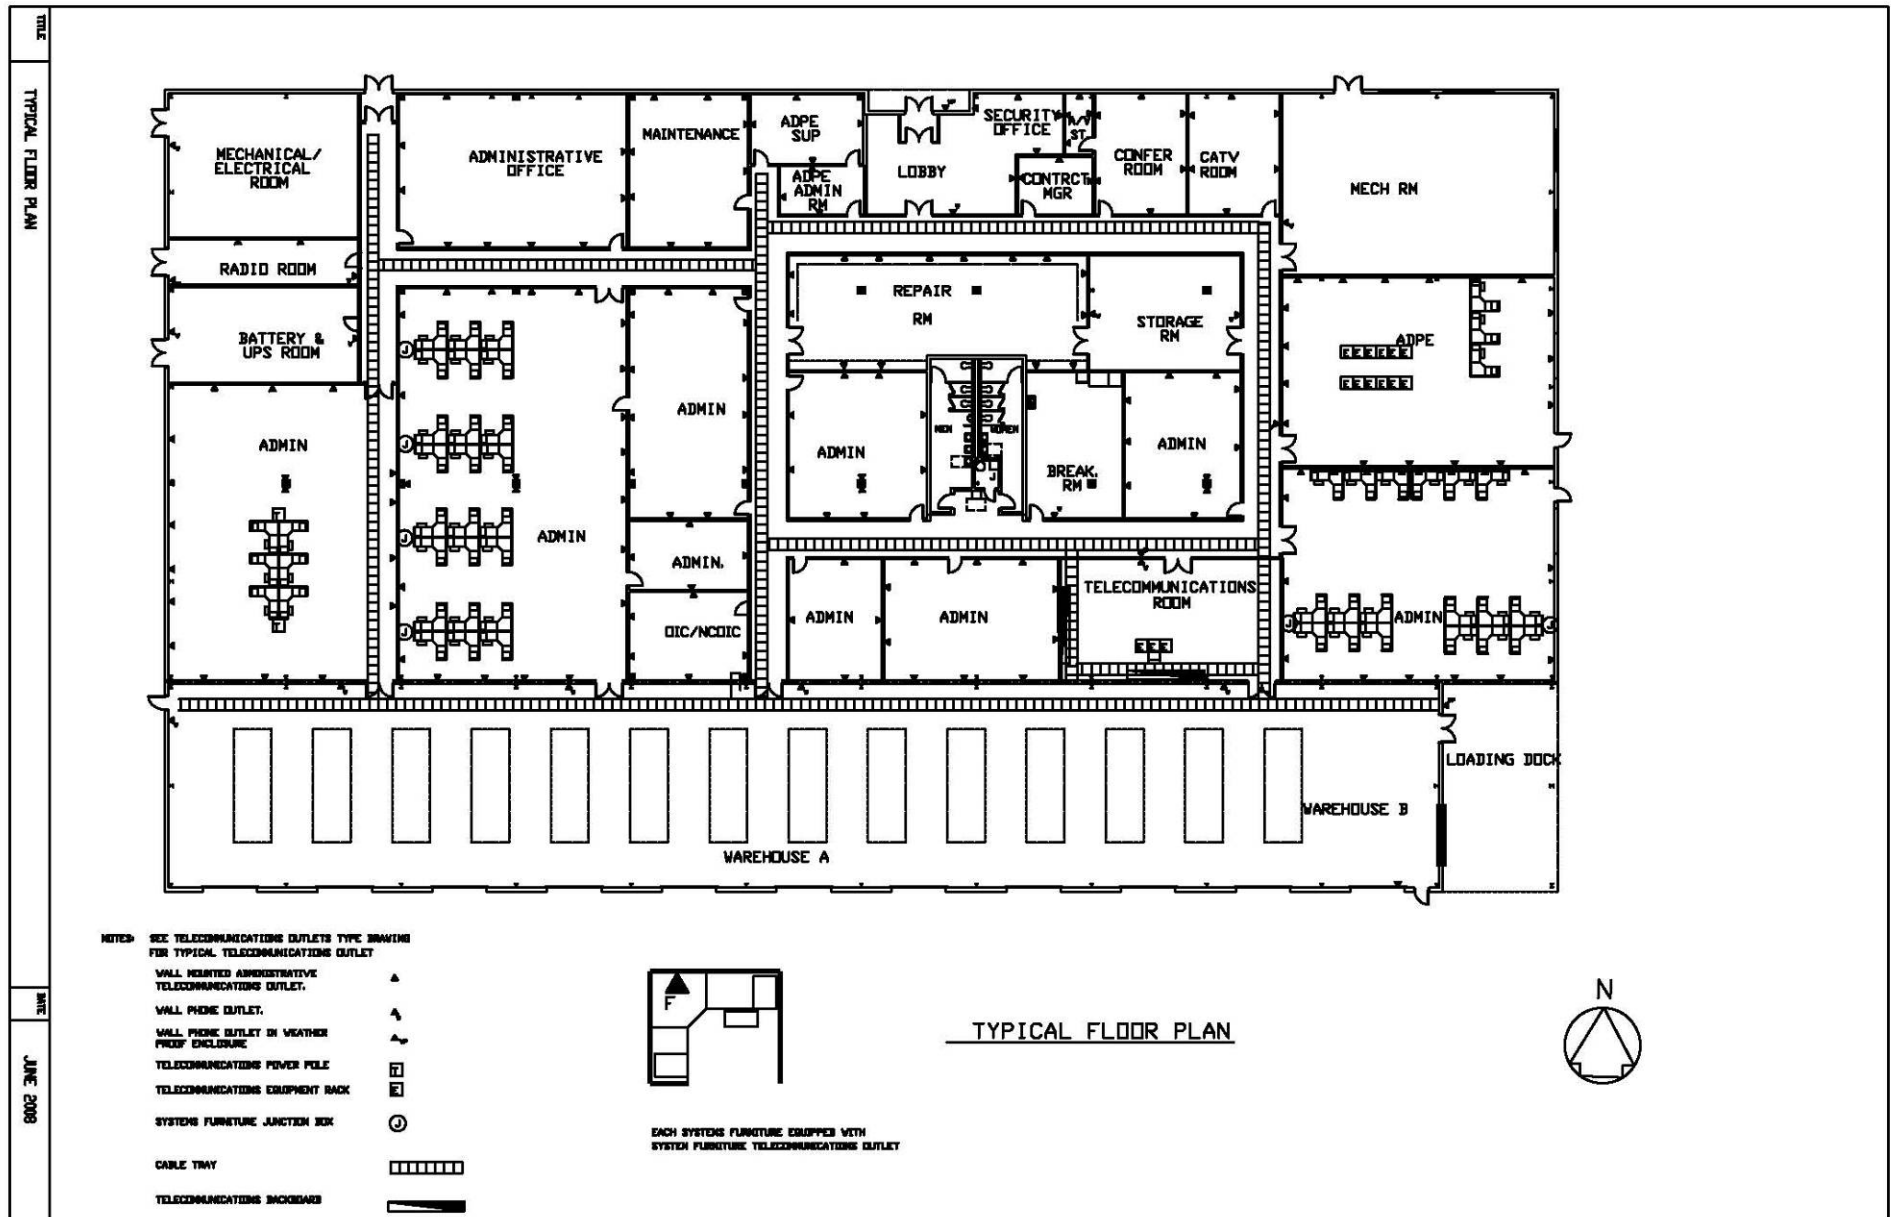 TITLE
TYPICAL FLOOR PLAN
DATE
JUNE 2008
MECHANICAL/
ELECTRICAL
ROOM
ADMINISTRATIVE
OFFICE
MAINTENANCE
ADPE
SUP
ADPE
ADMIN
RM
LOBBY
SECURITY
OFFICE
A/V
ST.
CONTRCT
MGR
CONFER
ROOM
CATV
ROOM
MECH RM
RADIO ROOM
BATTERY &
UPS ROOM
REPAIR
RM
STORAGE
RM
ADPE
E E E E E E
E E E E E E
J
J
J
J
ADMIN
ADMIN
ADMIN
ADMIN
MEN
WOMEN
BREAK.
RM
ADMIN
T
T
ADMIN.
OIC/NCOIC
ADMIN
ADMIN
TELECOMMUNICATIONS
ROOM
E E E
J
ADMIN
J
LOADING DOCK
WAREHOUSE B
WAREHOUSE A
NOTES: SEE TELECOMMUNICATIONS OUTLETS TYPE DRAWING
FOR TYPICAL TELECOMMUNICATIONS OUTLET
WALL MOUNTED ADMINISTRATIVE
TELECOMMUNICATIONS OUTLET.
WALL PHONE OUTLET.
WALL PHONE OUTLET IN WEATHER
PROOF ENCLOSURE
TELECOMMUNICATIONS POWER POLE T
TELECOMMUNICATIONS EQUIPMENT RACK E
SYSTEMS FURNITURE JUNCTION BOX J
CABLE TRAY
TELECOMMUNICATIONS BACKBOARD
F
EACH SYSTEMS FURNITURE EQUIPPED WITH
SYSTEM FURNITURE TELECOMMUNICATIONS OUTLET
TYPICAL FLOOR PLAN
N